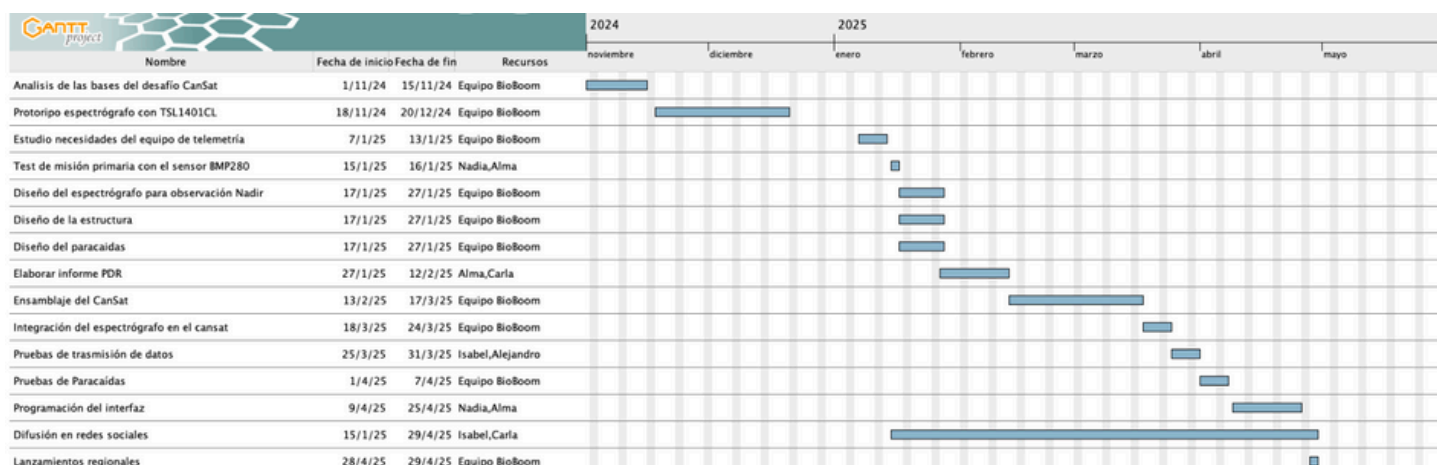 GANTT project
2024 2025
noviembre diciembre enero febrero marzo abril mayo
Nombre Fecha de inicio Fecha de fin Recursos
Analisis de las bases del desafío CanSat 1/11/24 15/11/24 Equipo BioBoom
Protoripo espectrógrafo con TSL1401CL 18/11/24 20/12/24 Equipo BioBoom
Estudio necesidades del equipo de telemetría 7/1/25 13/1/25 Equipo BioBoom
Test de misión primaria con el sensor BMP280 15/1/25 16/1/25 Nadia,Alma
Diseño del espectrógrafo para observación Nadir 17/1/25 27/1/25 Equipo BioBoom
Diseño de la estructura 17/1/25 27/1/25 Equipo BioBoom
Diseño del paracaidas 17/1/25 27/1/25 Equipo BioBoom
Elaborar informe PDR 27/1/25 12/2/25 Alma,Carla
Ensamblaje del CanSat 13/2/25 17/3/25 Equipo BioBoom
Integración del espectrógrafo en el cansat 18/3/25 24/3/25 Equipo BioBoom
Pruebas de trasmisión de datos 25/3/25 31/3/25 Isabel,Alejandro
Pruebas de Paracaídas 1/4/25 7/4/25 Equipo BioBoom
Programación del interfaz 9/4/25 25/4/25 Nadia,Alma
Difusión en redes sociales 15/1/25 29/4/25 Isabel,Carla
Lanzamientos regionales 28/4/25 29/4/25 Equipo BioBoom